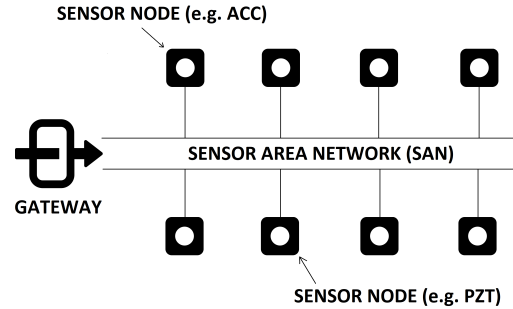 SENSOR NODE (e.g. ACC)
SENSOR AREA NETWORK (SAN)
GATEWAY
SENSOR NODE (e.g. PZT)